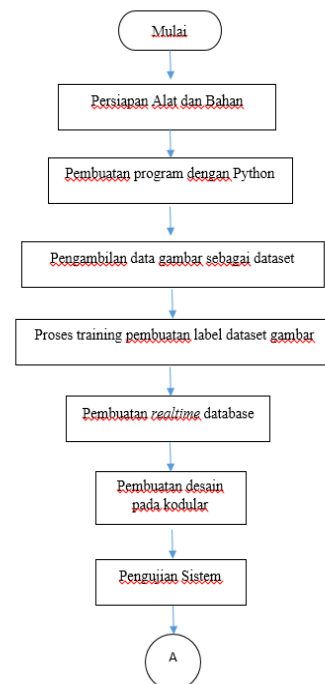 Mulai
Persiapan Alat dan Bahan
Pembuatan program dengan Python
Pengambilan data gambar sebagai dataset
Proses training pembuatan label dataset gambar
Pembuatan realtime database
Pembuatan desain
pada kodular
Pengujian Sistem
A